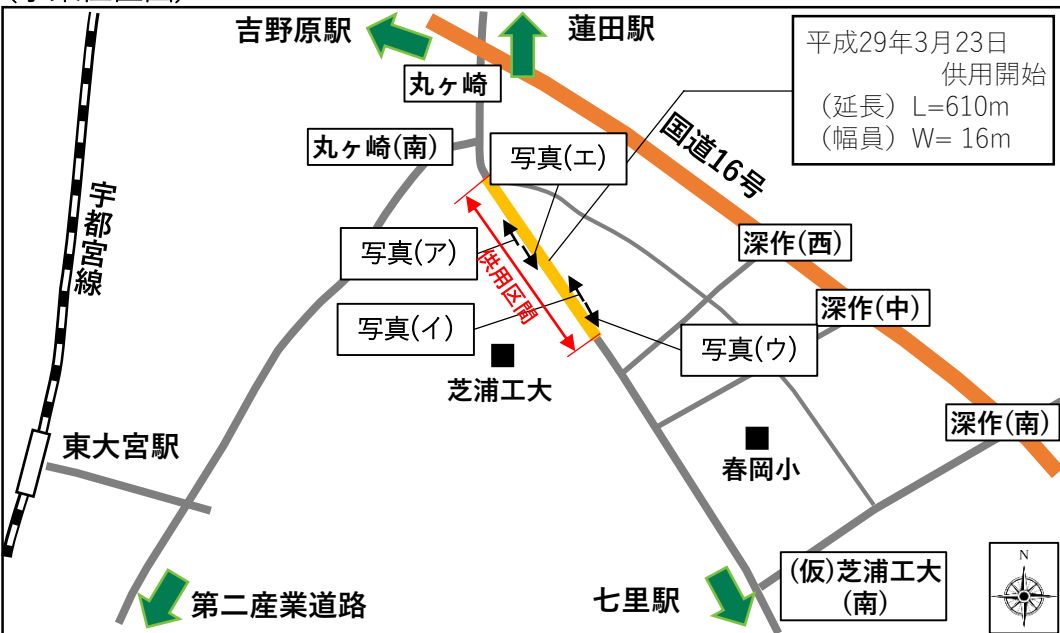 吉野原駅
蓮田駅
平成29年3月23日
供用開始
(延長) L=610m
(幅員) W= 16m
丸ヶ崎
丸ヶ崎(南)
写真(エ)
国道16号
宇都宮線
写真(ア)
供用区間
深作(西)
深作(中)
写真(イ)
写真(ウ)
芝浦工大
深作(南)
東大宮駅
春岡小
(仮)芝浦工大
(南)
N
第二産業道路
七里駅